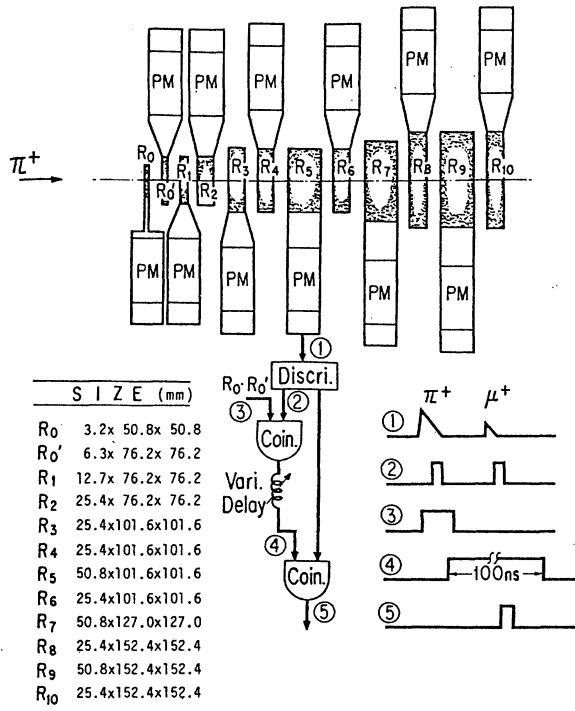 PM PM PM PM PM PM
π+
R0 R0' R1 R2 R3 R4 R5 R6 R7 R8 R9 R10
PM PM PM PM PM PM
①
Discri.
R0·R0'
③ ②
Coin.
Vari.
Delay
④
Coin.
⑤
S I Z E (mm)
R0 3.2x 50.8x 50.8
R0' 6.3x 76.2x 76.2
R1 12.7x 76.2x 76.2
R2 25.4x 76.2x 76.2
R3 25.4x101.6x101.6
R4 25.4x101.6x101.6
R5 50.8x101.6x101.6
R6 25.4x101.6x101.6
R7 50.8x127.0x127.0
R8 25.4x152.4x152.4
R9 50.8x152.4x152.4
R10 25.4x152.4x152.4
π+ μ+
①
②
③
④ 100ns
⑤